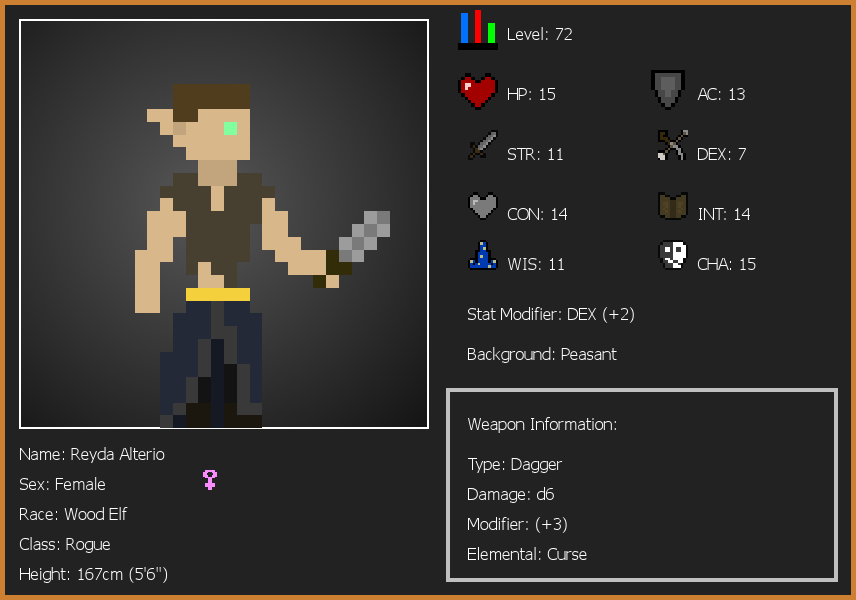 Level: 72
HP: 15
AC: 13
STR: 11
DEX: 7
CON: 14
INT: 14
WIS: 11
CHA: 15
Stat Modifier: DEX (+2)
Background: Peasant
Weapon Information:
Type: Dagger
Damage: d6
Modifier: (+3)
Elemental: Curse
Name: Reyda Alterio
Sex: Female
Race: Wood Elf
Class: Rogue
Height: 167cm (5'6")